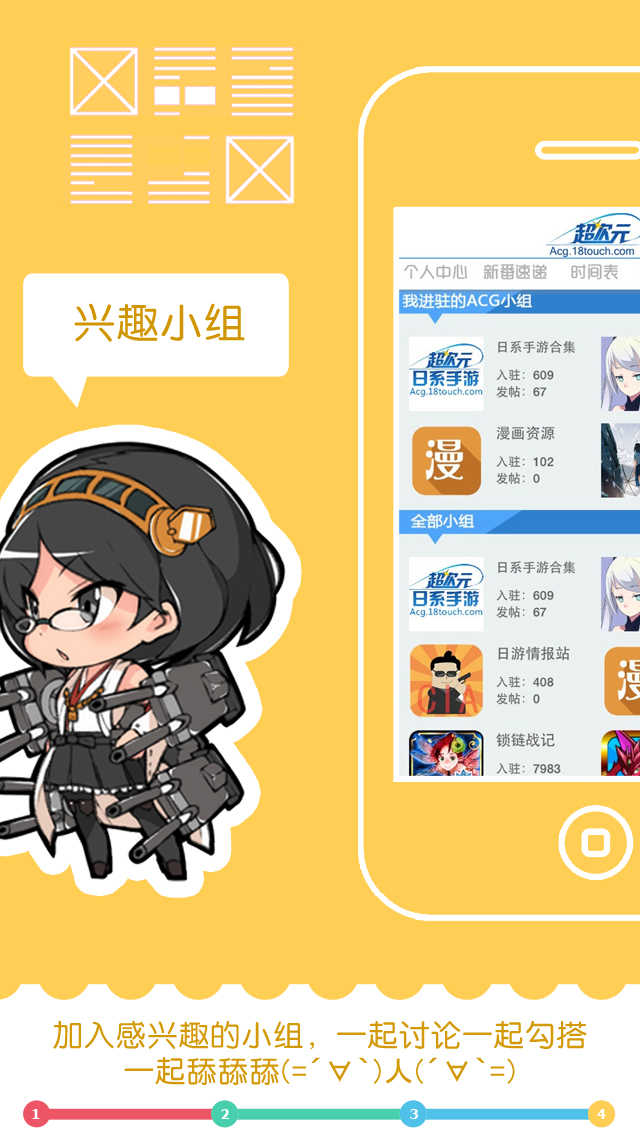 兴趣小组
超次元
Acg.18touch.com
个人中心 新番速递 时间表
我进驻的ACG小组
超次元
日系手游
Acg.18touch.com
日系手游合集
入驻：609
发帖：67
漫
漫画资源
入驻：102
发帖：0
全部小组
超次元
日系手游
Acg.18touch.com
日系手游合集
入驻：609
发帖：67
日游情报站
入驻：408
发帖：0
漫
锁链战记
入驻：7983
加入感兴趣的小组，一起讨论一起勾搭
一起舔舔舔(=´∀`)人(´∀`=)
1 2 3 4